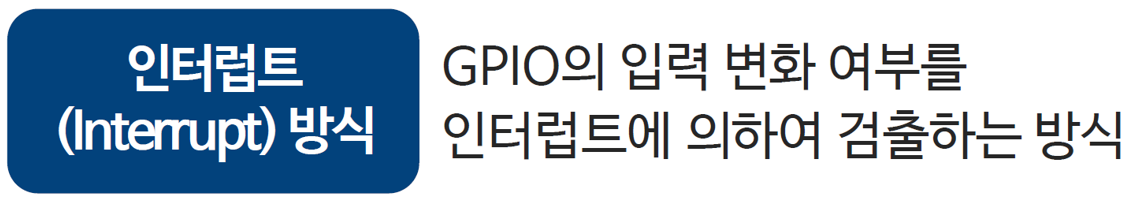 인터럽트
(Interrupt) 방식
GPIO의 입력 변화 여부를
인터럽트에 의하여 검출하는 방식